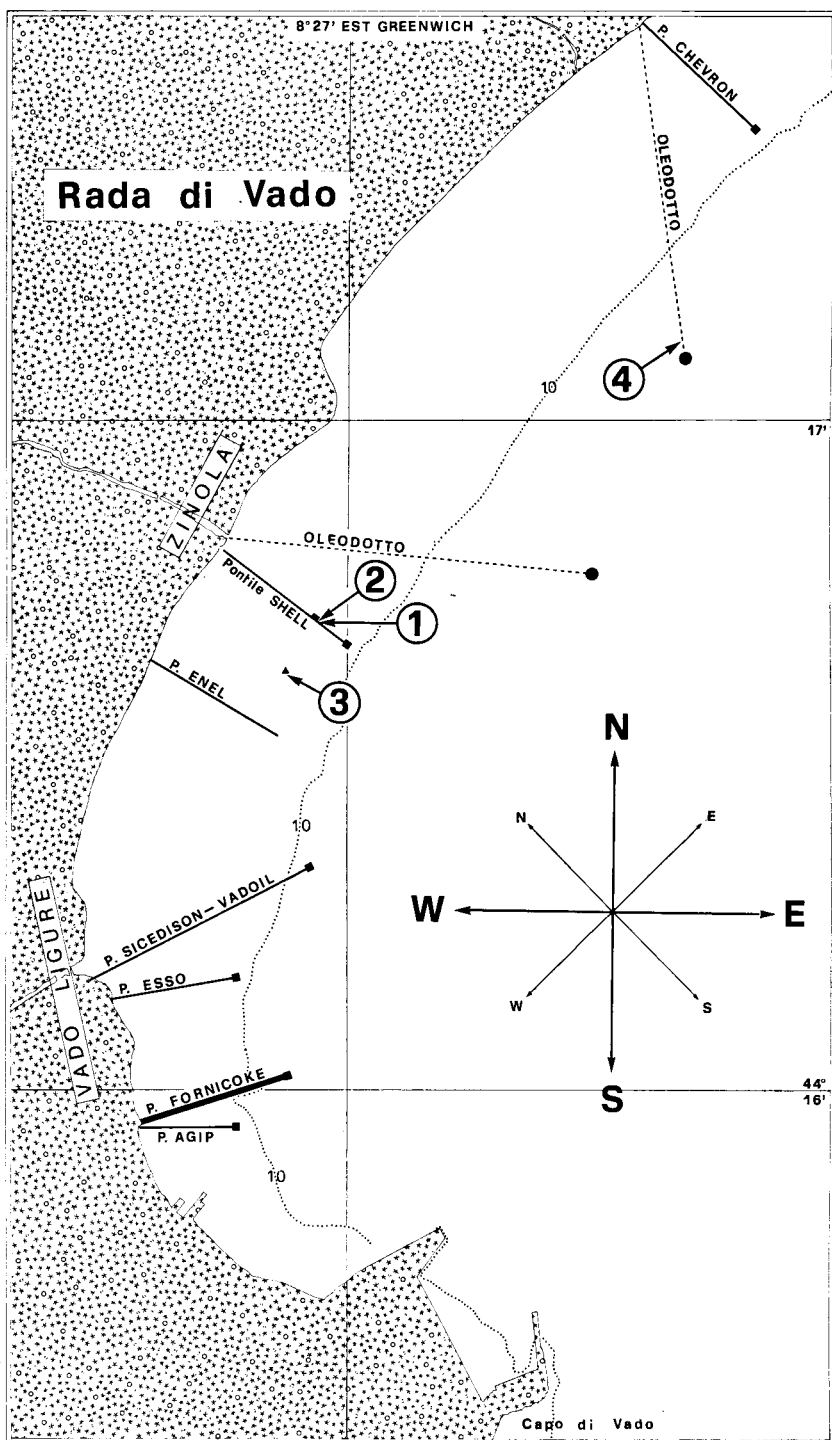 8°27' EST GREENWICH
P. CHEVRON
OLEODOTTO
Rada di Vado
4
10
17'
ZINOLA
OLEODOTTO
Pontile SHELL
2
1
P. ENEL
3
N
N
E
10
W
E
P. SICEDISON-VADOIL
VADO LIGURE
P. ESSO
W
S
P. FORNICOKE
44°
16'
S
P. AGIP
10
Capo di Vado